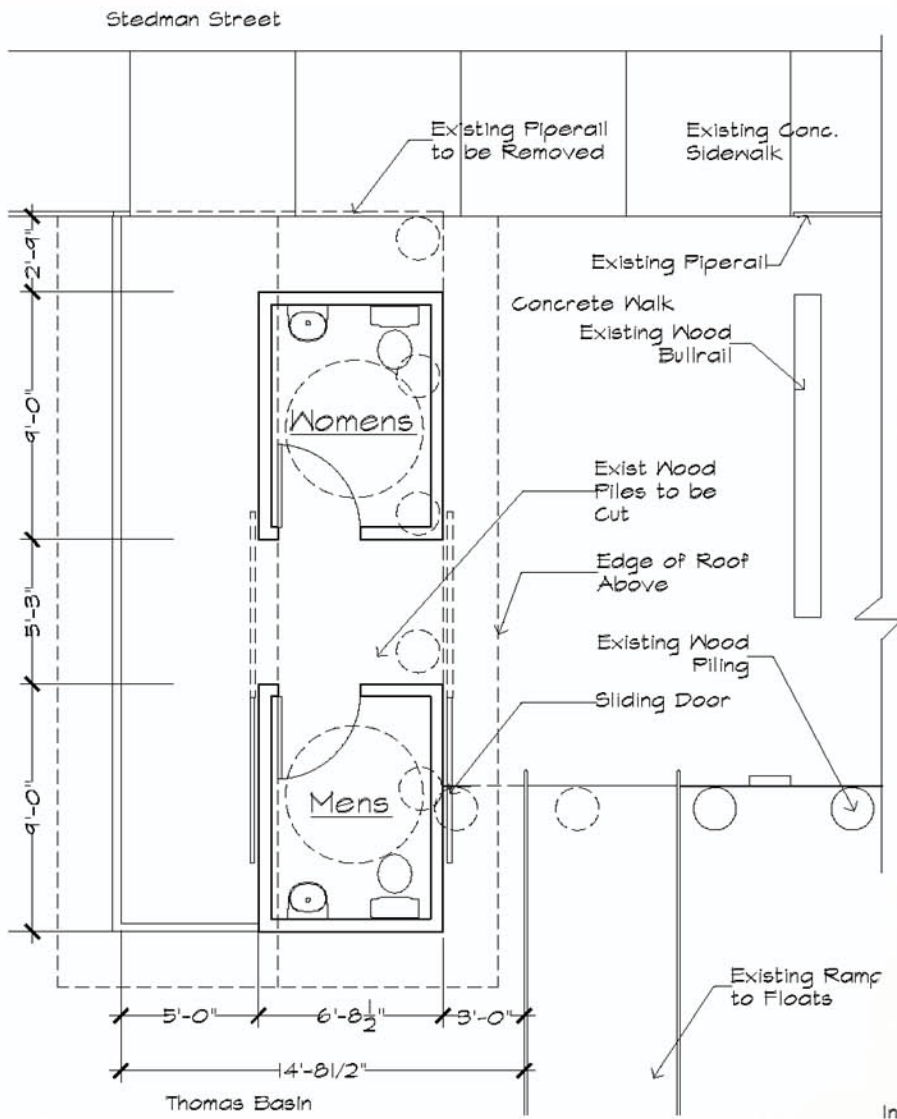 Stedman Street
Existing Piperail
to be Removed
Existing Conc.
Sidewalk
2'-9"
Existing Piperail
Concrete Walk
Existing Wood
Bullrail
9'-0"
Womens
Exist Wood
Piles to be
Cut
Edge of Roof
Above
5'-3"
Existing Wood
Piling
Sliding Door
Mens
9'-0"
Existing Ramp
to Floats
5'-0"
6'-8 1/2"
3'-0"
14'-81/2"
Thomas Basin
In